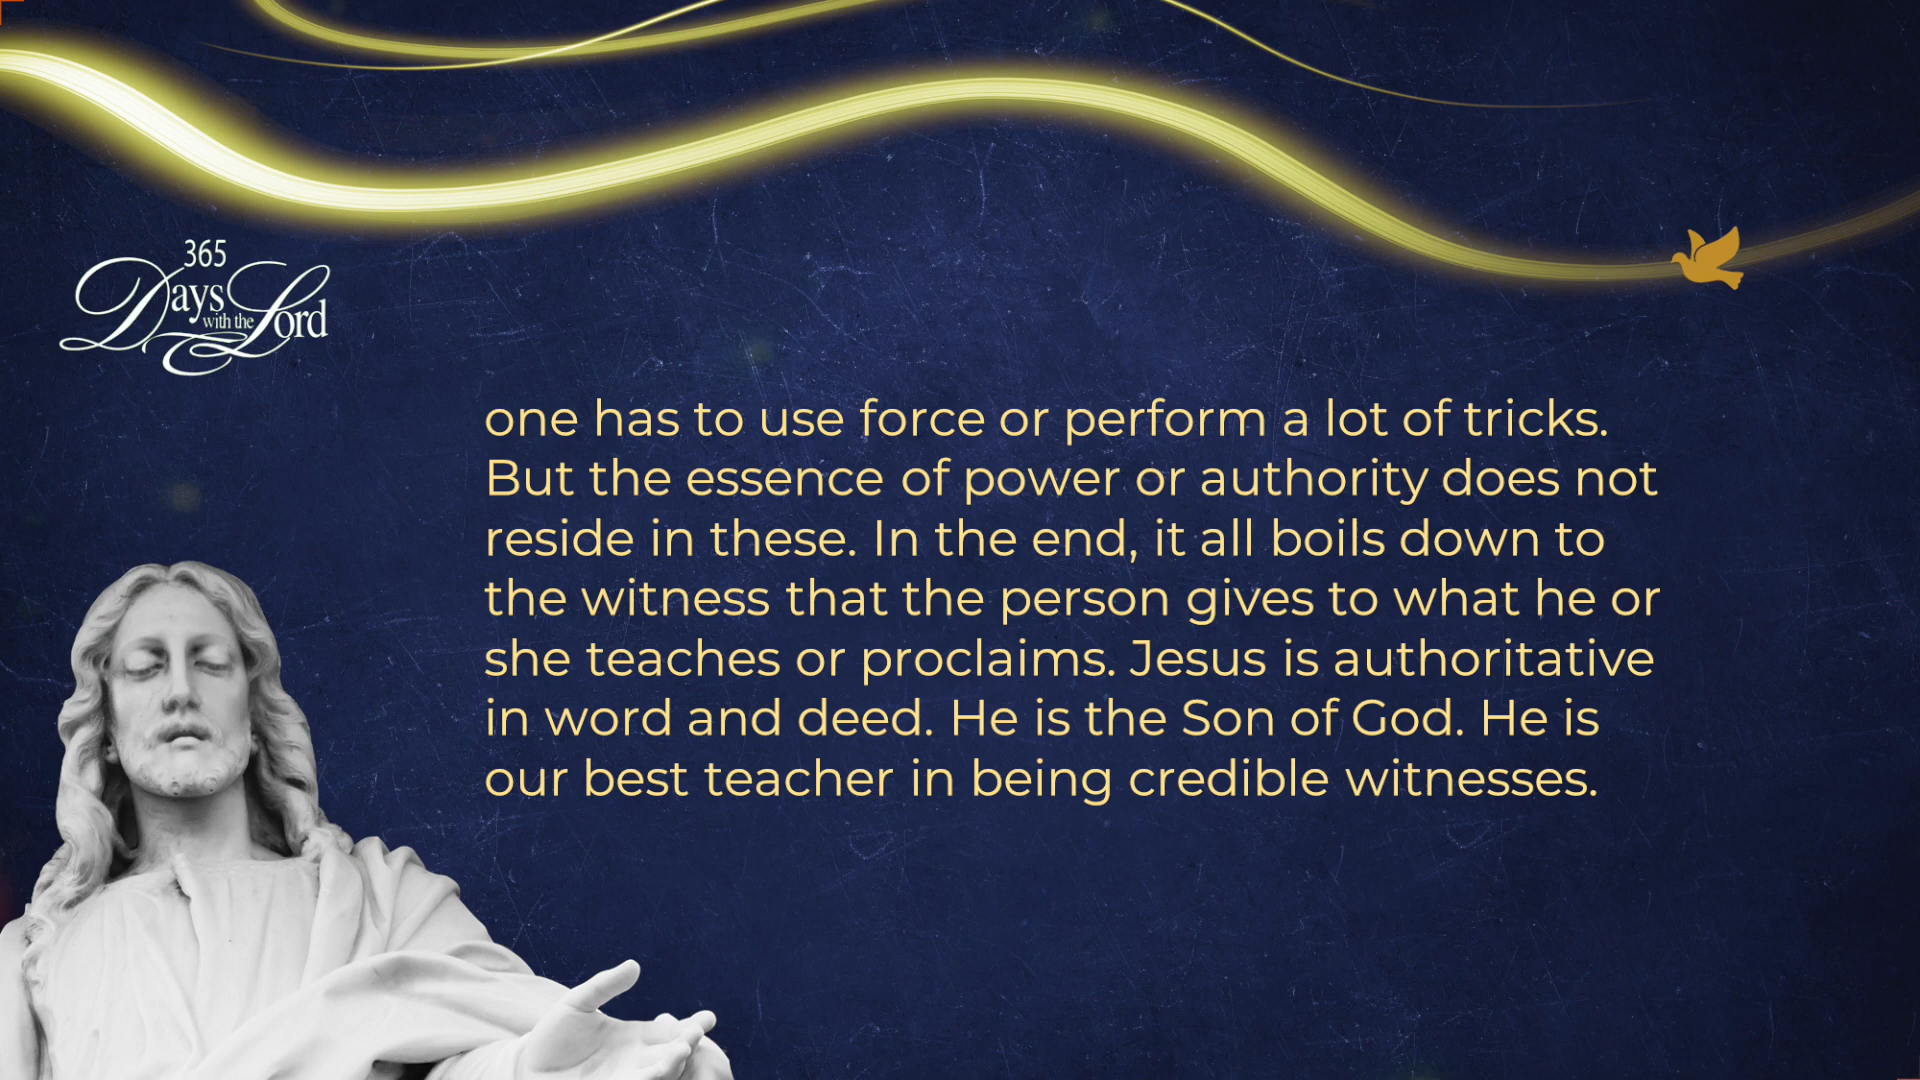 365
Days
with the
Lord
one has to use force or perform a lot of tricks.
But the essence of power or authority does not
reside in these. In the end, it all boils down to
the witness that the person gives to what he or
she teaches or proclaims. Jesus is authoritative
in word and deed. He is the Son of God. He is
our best teacher in being credible witnesses.